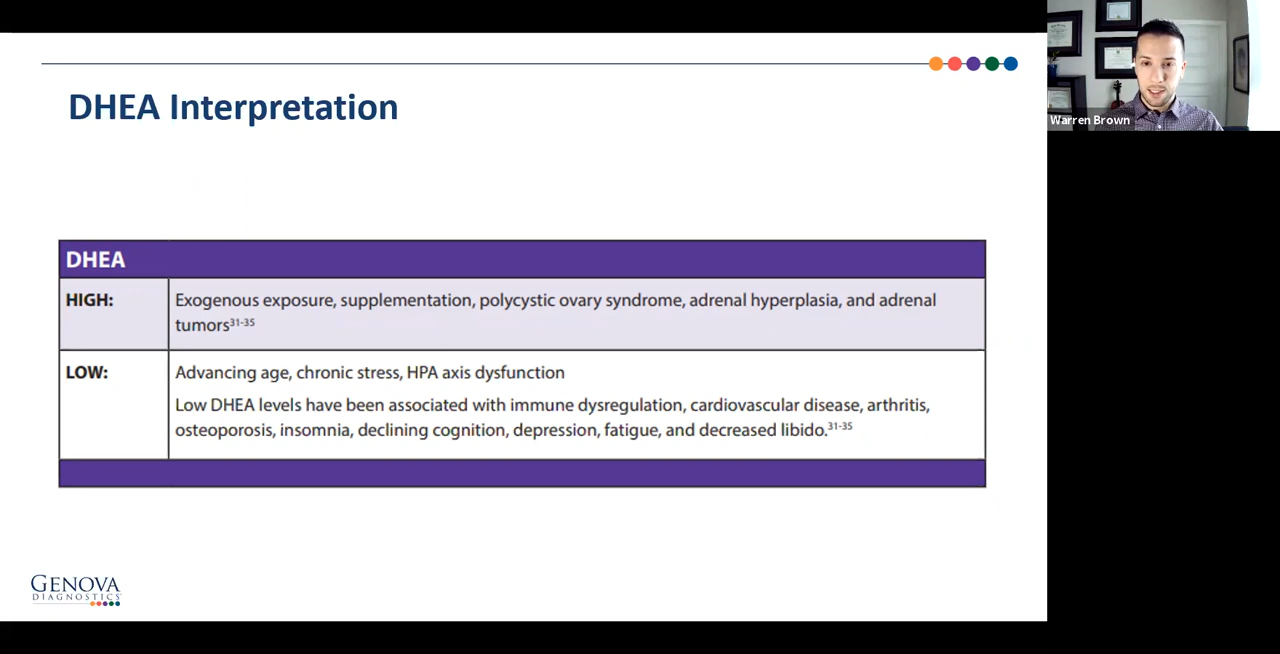 DHEA Interpretation
DHEA
HIGH:
Exogenous exposure, supplementation, polycystic ovary syndrome, adrenal hyperplasia, and adrenal
tumors31-35
LOW:
Advancing age, chronic stress, HPA axis dysfunction
Low DHEA levels have been associated with immune dysregulation, cardiovascular disease, arthritis,
osteoporosis, insomnia, declining cognition, depression, fatigue, and decreased libido.31-35
GENOVA
DIAGNOSTICS
Warren Brown